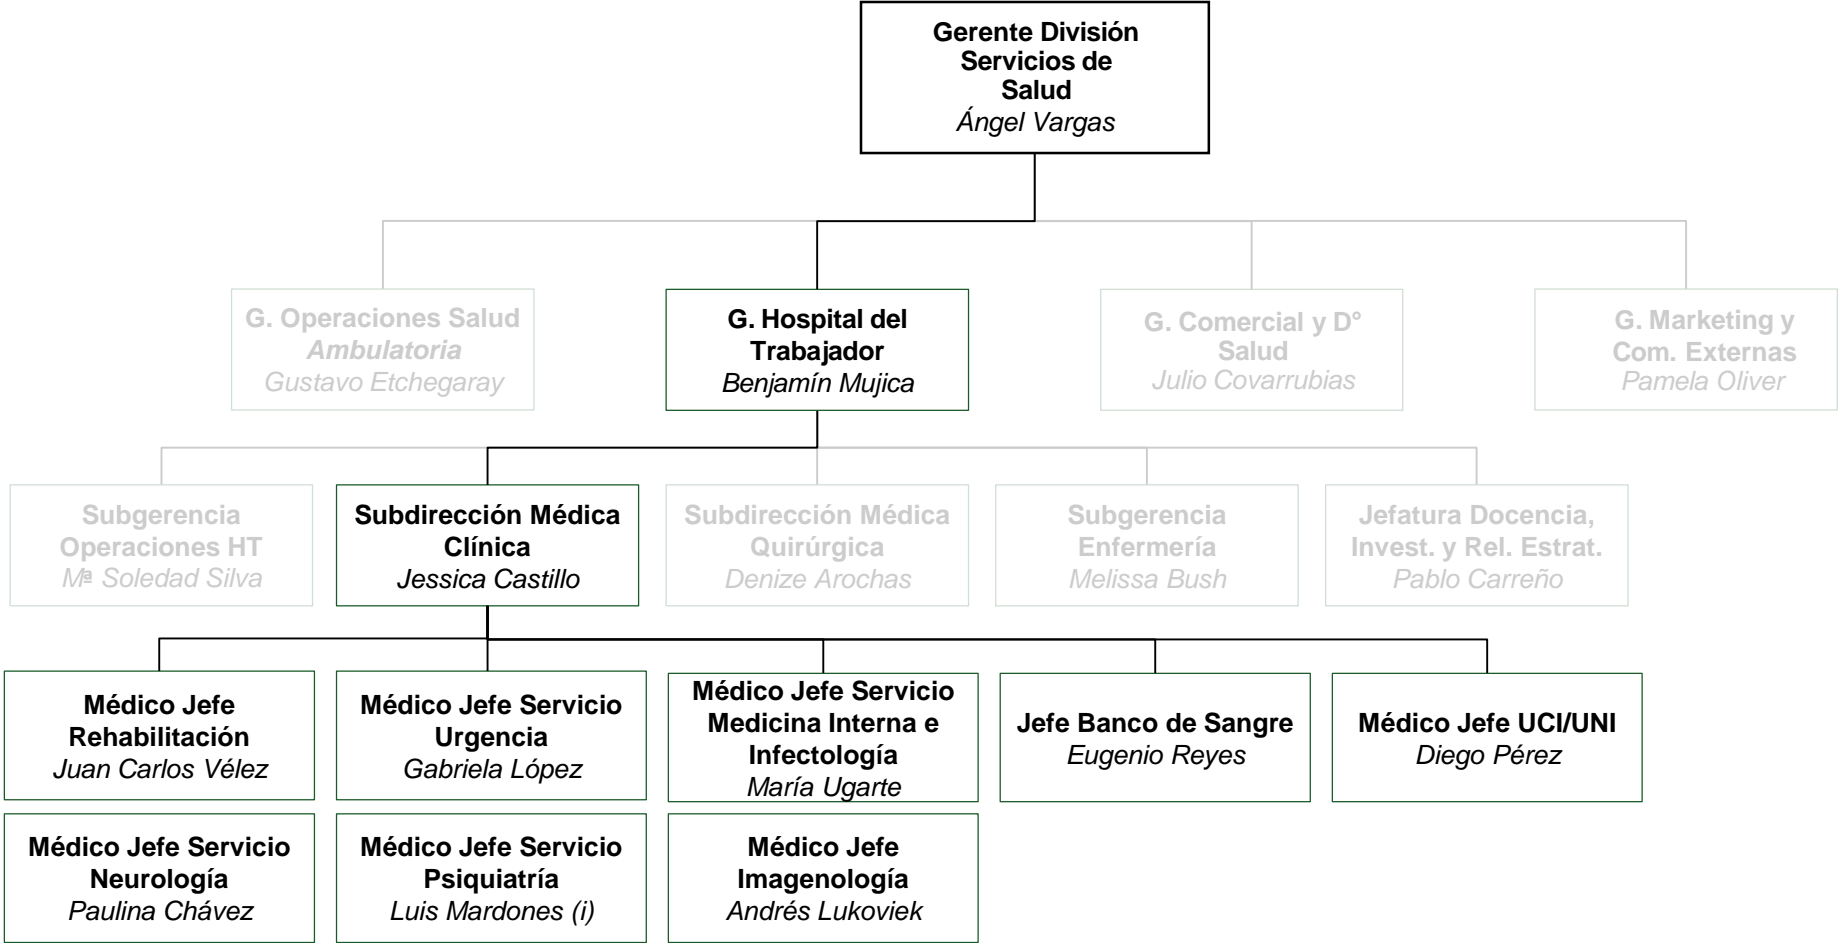 Gerente División
Servicios de
Salud
Ángel Vargas
G. Operaciones Salud
Ambulatoria
Gustavo Etchegaray
G. Hospital del
Trabajador
Benjamín Mujica
G. Comercial y D°
Salud
Julio Covarrubias
G. Marketing y
Com. Externas
Pamela Oliver
Subgerencia
Operaciones HT
Mª Soledad Silva
Subdirección Médica
Clínica
Jessica Castillo
Subdirección Médica
Quirúrgica
Denize Arochas
Subgerencia
Enfermería
Melissa Bush
Jefatura Docencia,
Invest. y Rel. Estrat.
Pablo Carreño
Médico Jefe
Rehabilitación
Juan Carlos Vélez
Médico Jefe Servicio
Urgencia
Gabriela López
Médico Jefe Servicio
Medicina Interna e
Infectología
María Ugarte
Jefe Banco de Sangre
Eugenio Reyes
Médico Jefe UCI/UNI
Diego Pérez
Médico Jefe Servicio
Neurología
Paulina Chávez
Médico Jefe Servicio
Psiquiatría
Luis Mardones (i)
Médico Jefe
Imagenología
Andrés Lukoviek